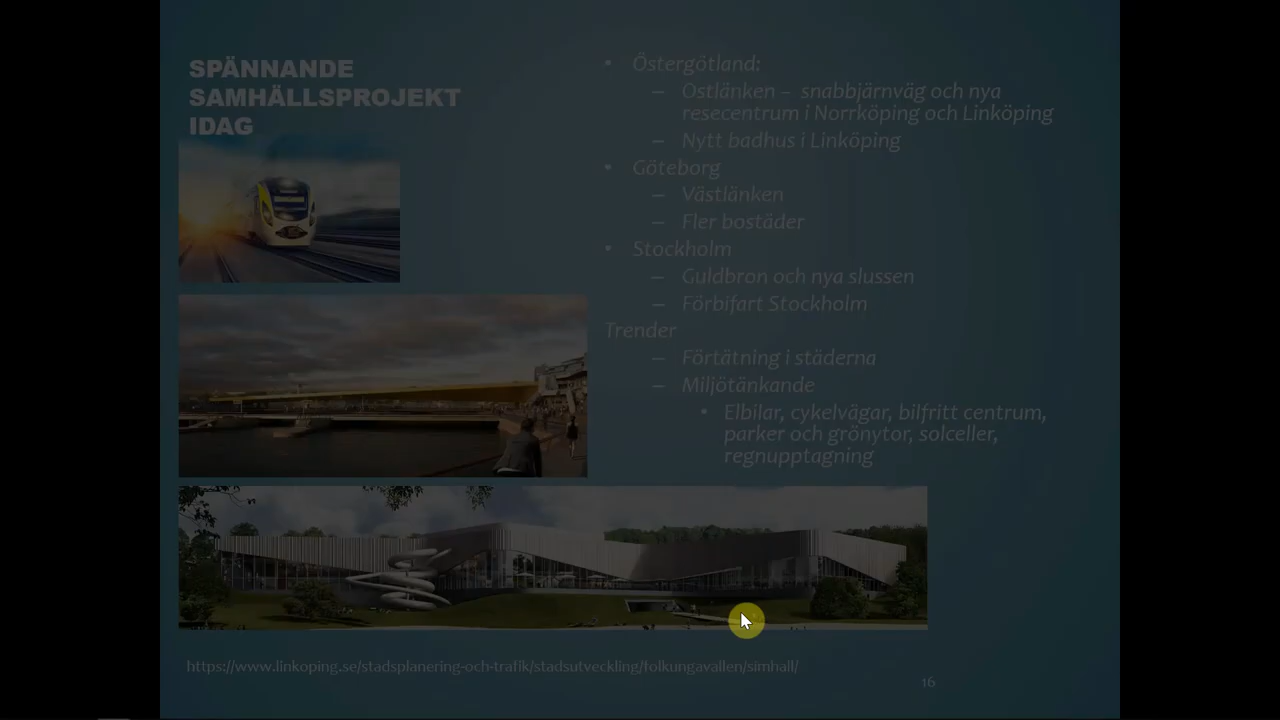 SPÄNNANDE
SAMHÄLLSPROJEKT
IDAG
• Östergötland:
– Ostlänken – snabbjärnväg och nya
resecentrum i Norrköping och Linköping
– Nytt badhus i Linköping
• Göteborg
– Västlänken
– Fler bostäder
• Stockholm
– Guldbron och nya slussen
– Förbifart Stockholm
Trender
– Förtätning i städerna
– Miljötänkande
• Elbilar, cykelvägar, bilfritt centrum,
parker och grönytor, solceller,
regnupptagning
https://www.linkoping.se/stadsplanering-och-trafik/stadsutveckling/folkungavallen/simhall/
16